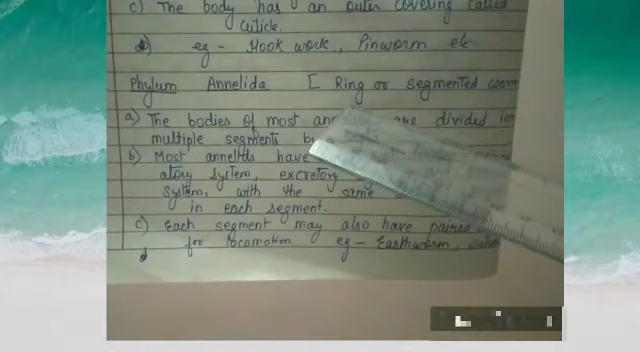 c) The body has an outer covering called
cuticle.
d) eg - Hook work, Pinworm etc
Phylum Annelida [ Ring or segmented worm
a) The bodies of most are divided
multiple segments
b) Most annelids have
atory system, excretory
system, with the same
in each segment.
c) Each segment may also have paired
for locomotion. eg - Earthworm,
d